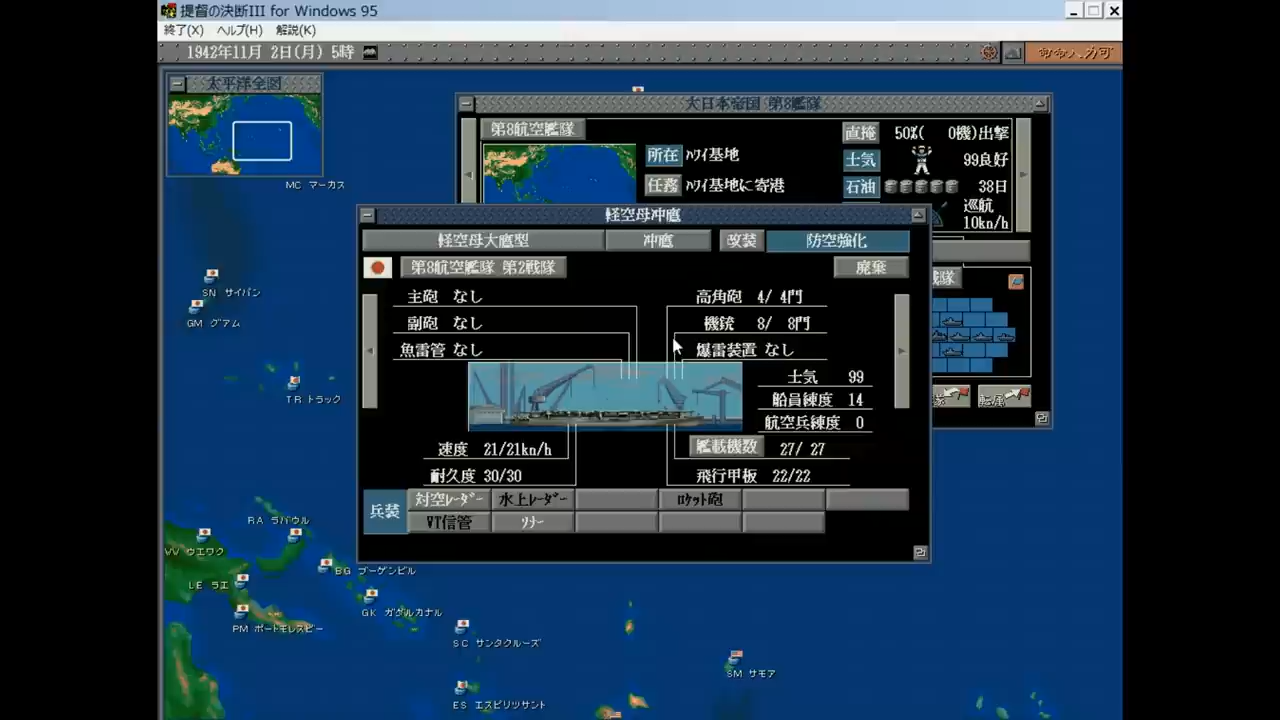 提督の決断III for Windows 95
終了(X) ヘルプ(H) 解説(K)
1942年11月 2日(月) 5時
太平洋全図
大日本帝国 第8艦隊
第8航空艦隊
直掩 50%( 0機)出撃
所在 ハワイ基地
士気 99良好
任務 ハワイ基地に寄港
石油 38日
巡航
10kn/h
MC マーカス
軽空母冲鷹
軽空母大鷹型 冲鷹 改装 防空強化
第8航空艦隊 第2戦隊
廃棄
戦隊
主砲 なし
高角砲 4/ 4門
副砲 なし
機銃 8/ 8門
魚雷管 なし
爆雷装置 なし
士気 99
船員練度 14
航空兵練度 0
速度 21/21kn/h
艦載機数 27/ 27
耐久度 30/30
飛行甲板 22/22
兵装
対空レーダー 水上レーダー ロケット砲
VT信管 ソナー
転属
SN サイパン
GM グアム
TR トラック
RA ラバウル
WW ウエワク
BG ブーゲンビル
LE ラエ
GK ガダルカナル
PM ポートモレスビー
SC サンタクルーズ
SM サモア
ES エスピリツサント